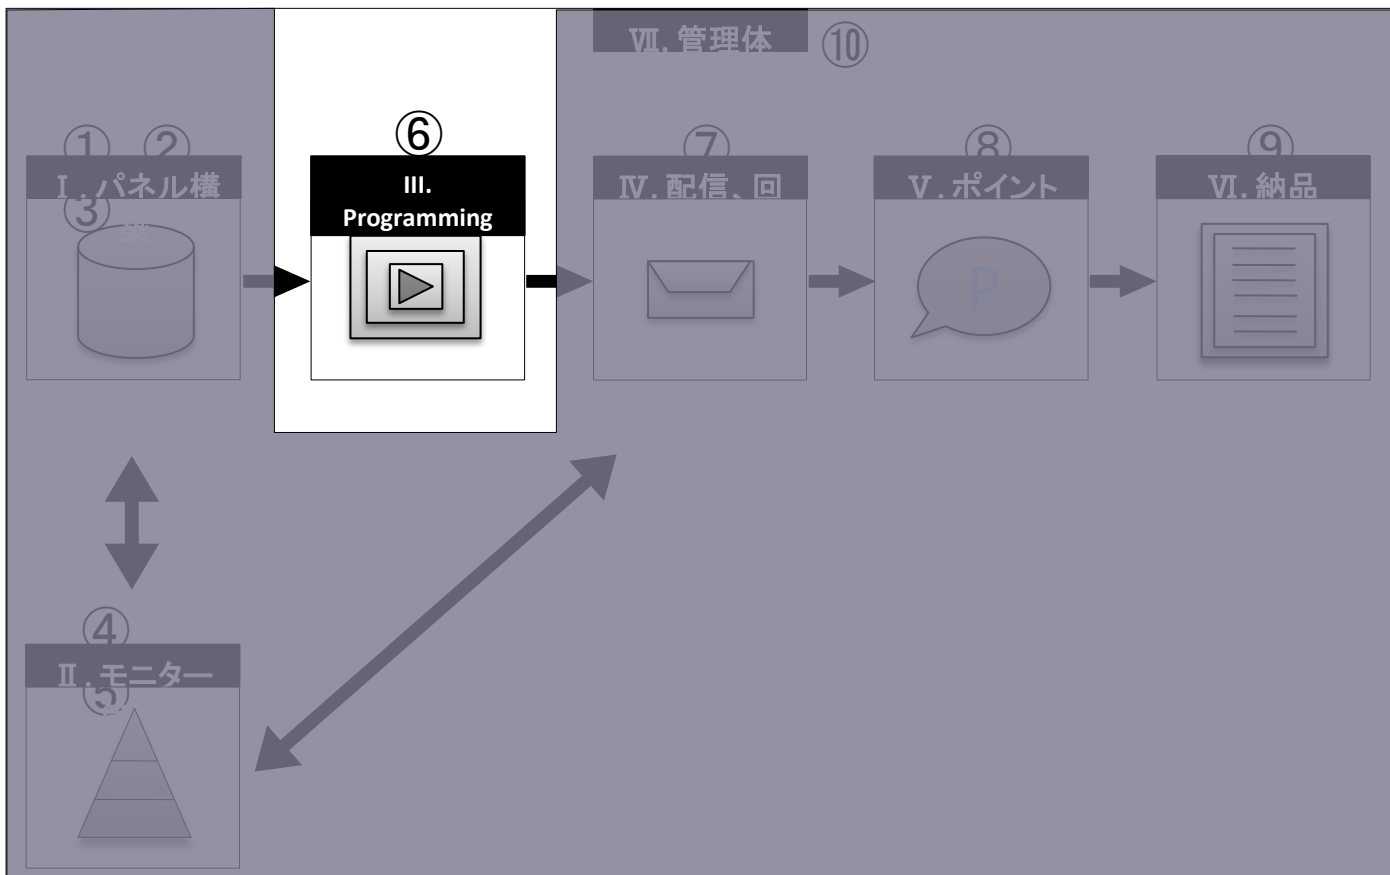 Ⅶ.管理体
⑩
① ②
Ⅰ.パネル構
③
築
⑥
III.
Programming
⑦
Ⅳ.配信、回
⑧
Ⅴ.ポイント
P
⑨
Ⅵ.納品
④
Ⅱ.モニター
⑤